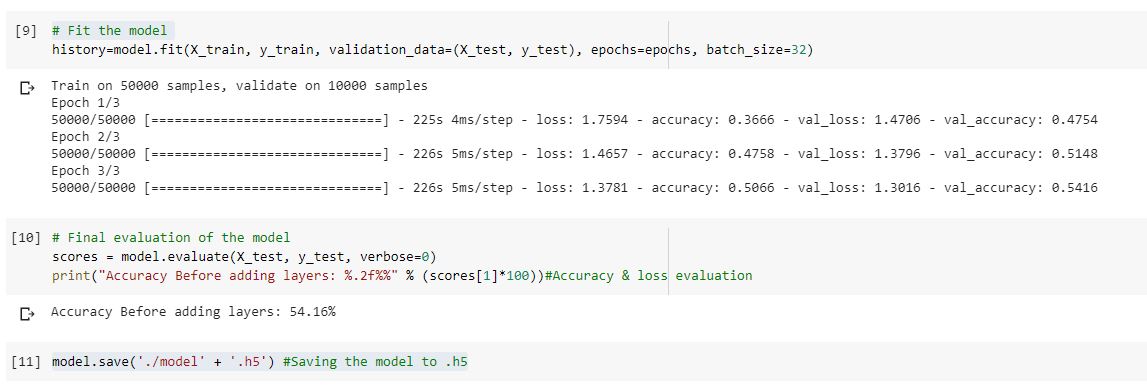 [9] # Fit the model
history=model.fit(X_train, y_train, validation_data=(X_test, y_test), epochs=epochs, batch_size=32)
Train on 50000 samples, validate on 10000 samples
Epoch 1/3
50000/50000 [==============================] - 225s 4ms/step - loss: 1.7594 - accuracy: 0.3666 - val_loss: 1.4706 - val_accuracy: 0.4754
Epoch 2/3
50000/50000 [==============================] - 226s 5ms/step - loss: 1.4657 - accuracy: 0.4758 - val_loss: 1.3796 - val_accuracy: 0.5148
Epoch 3/3
50000/50000 [==============================] - 226s 5ms/step - loss: 1.3781 - accuracy: 0.5066 - val_loss: 1.3016 - val_accuracy: 0.5416
[10] # Final evaluation of the model
scores = model.evaluate(X_test, y_test, verbose=0)
print("Accuracy Before adding layers: %.2f%%" % (scores[1]*100))#Accuracy & loss evaluation
Accuracy Before adding layers: 54.16%
[11] model.save('./model' + '.h5') #Saving the model to .h5